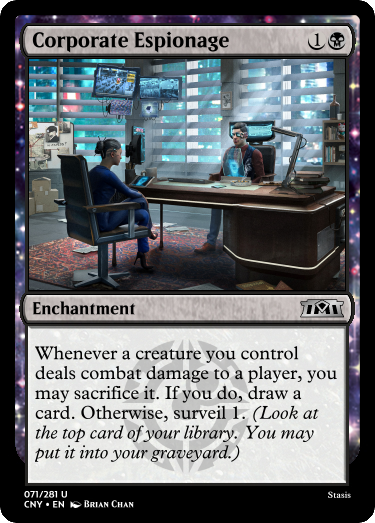 Corporate Espionage 1
Enchantment
Whenever a creature you control
deals combat damage to a player, you
may sacrifice it. If you do, draw a
card. Otherwise, surveil 1. (Look at
the top card of your library. You may
put it into your graveyard.)
071/281 U
Stasis
CNY • EN Brian Chan